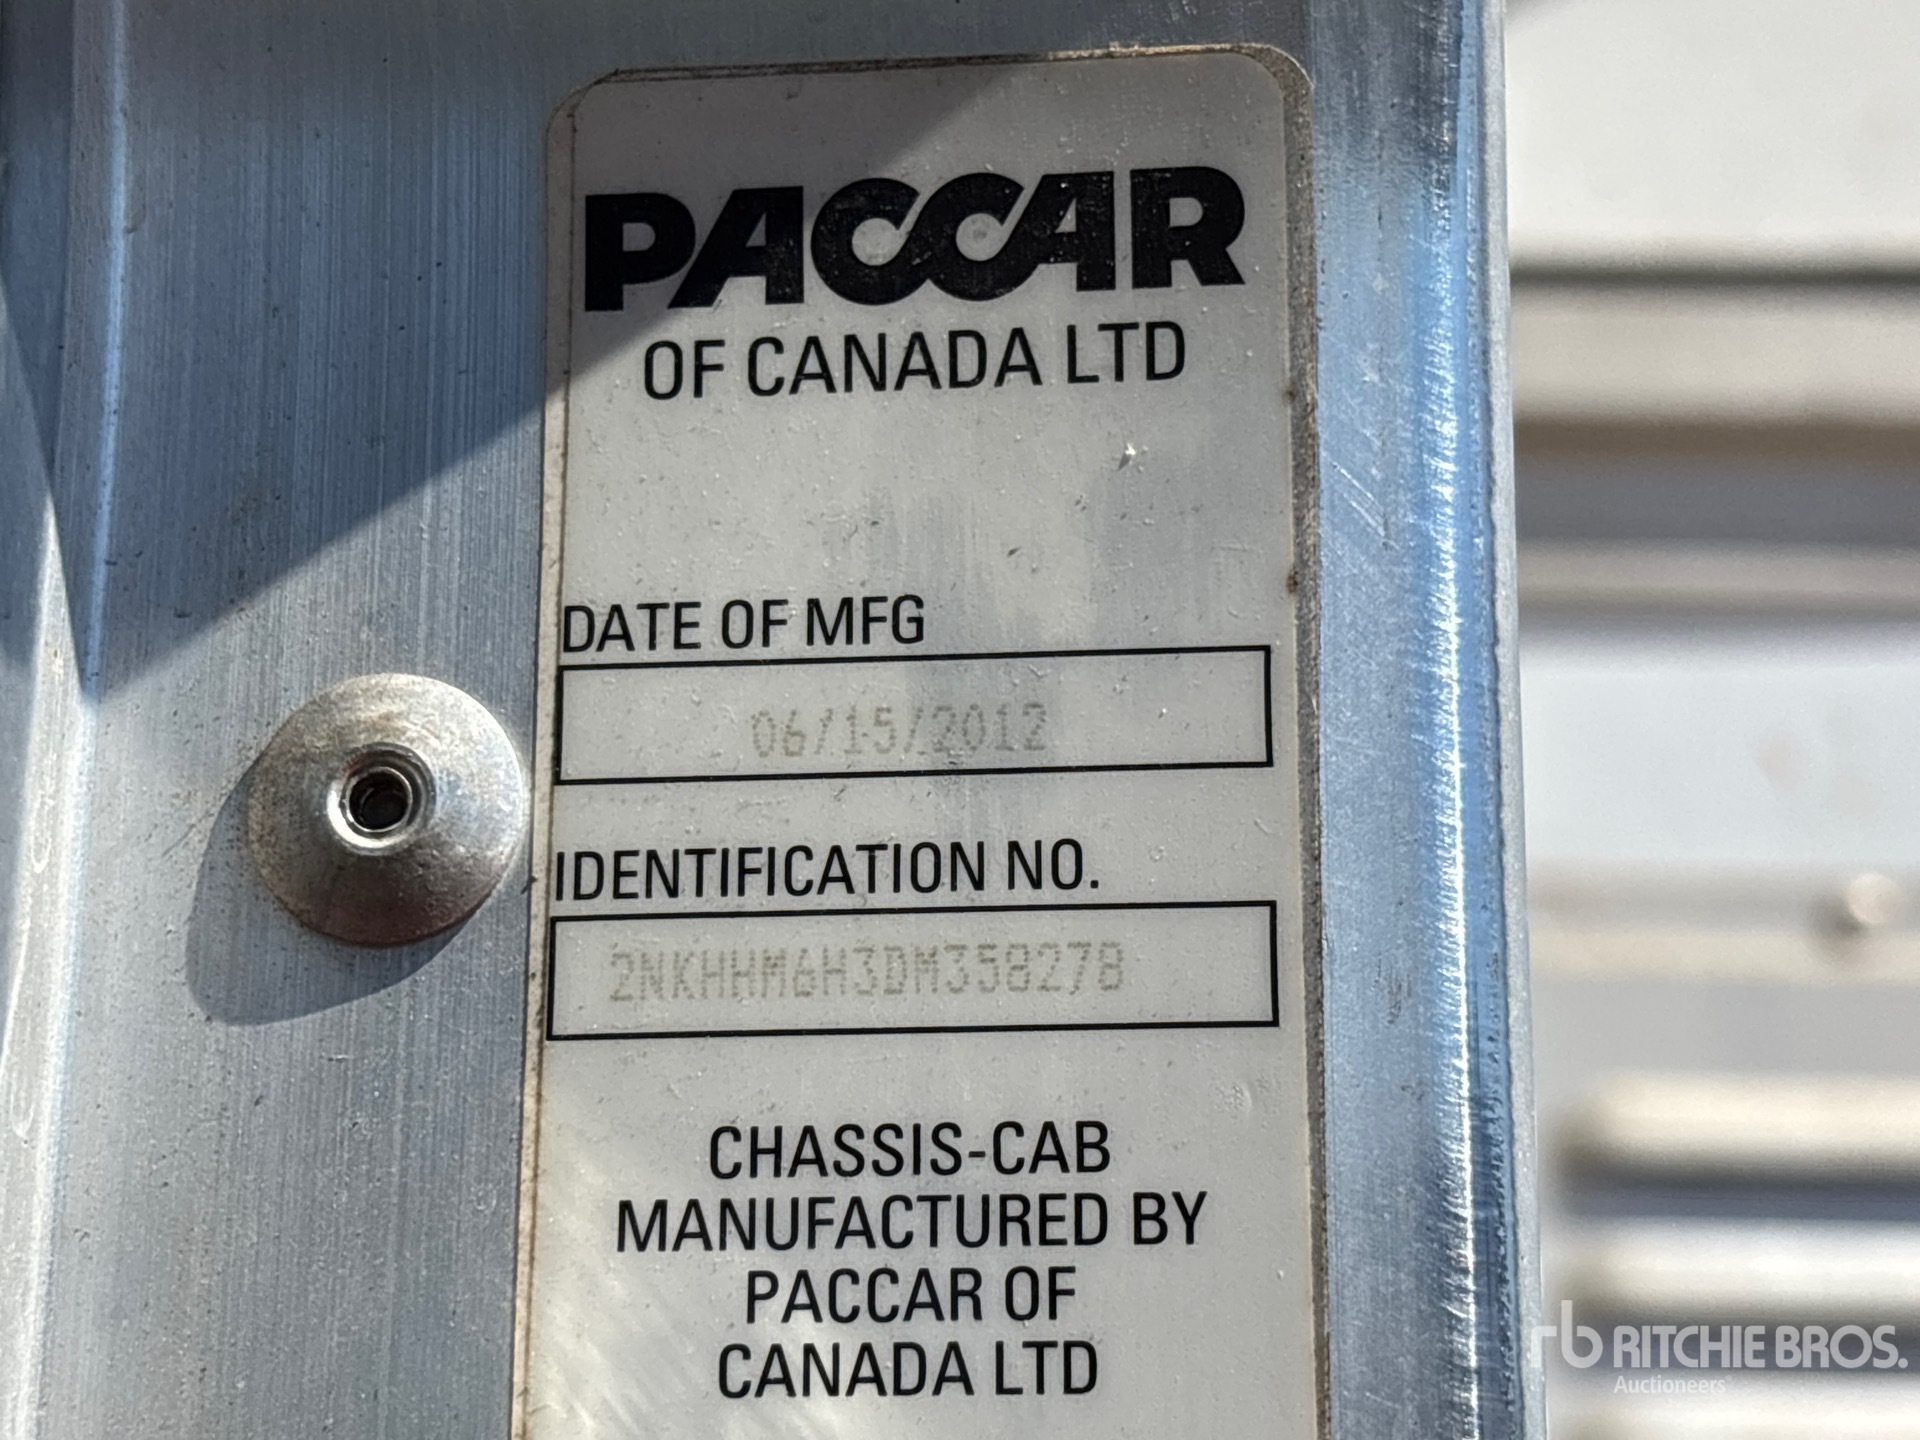 PACCAR
OF CANADA LTD
DATE OF MFG
06/15/2012
IDENTIFICATION NO.
2NKHHM6H3DM358278
CHASSIS-CAB
MANUFACTURED BY
PACCAR OF
CANADA LTD
rb RITCHIE BROS.
Auctioneers